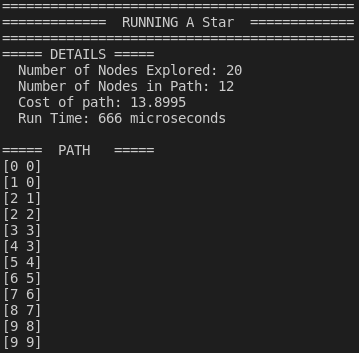 ============================================
=============  RUNNING A Star  =============
============================================
===== DETAILS =====
  Number of Nodes Explored: 20
  Number of Nodes in Path: 12
  Cost of path: 13.8995
  Run Time: 666 microseconds

=====  PATH   =====
[0 0]
[1 0]
[2 1]
[2 2]
[3 3]
[4 3]
[5 4]
[6 5]
[7 6]
[8 7]
[9 8]
[9 9]